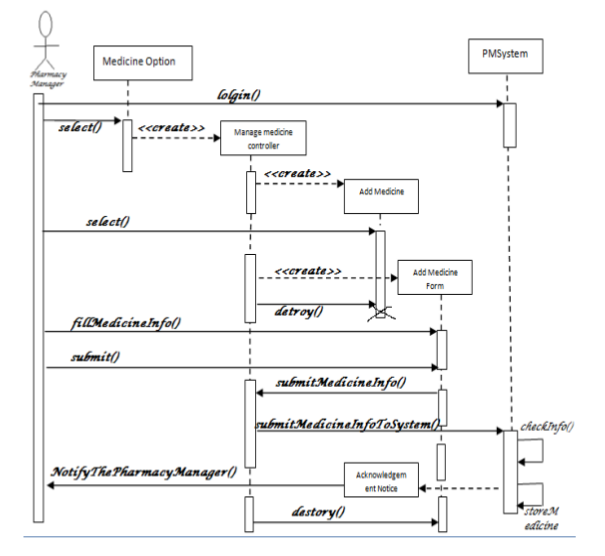 Pharmacy
Manager
Medicine Option
PMSystem
lolgin()
select()
<<create>>
Manage medicine
controller
<<create>>
Add Medicine
select()
<<create>>
Add Medicine
Form
detroy()
fillMedicineInfo()
submit()
submitMedicineInfo()
submitMedicineInfoToSystem()
checkInfo()
NotifyThePharmacyManager()
Acknowledgem
ent Notice
storeM
edicine
destory()